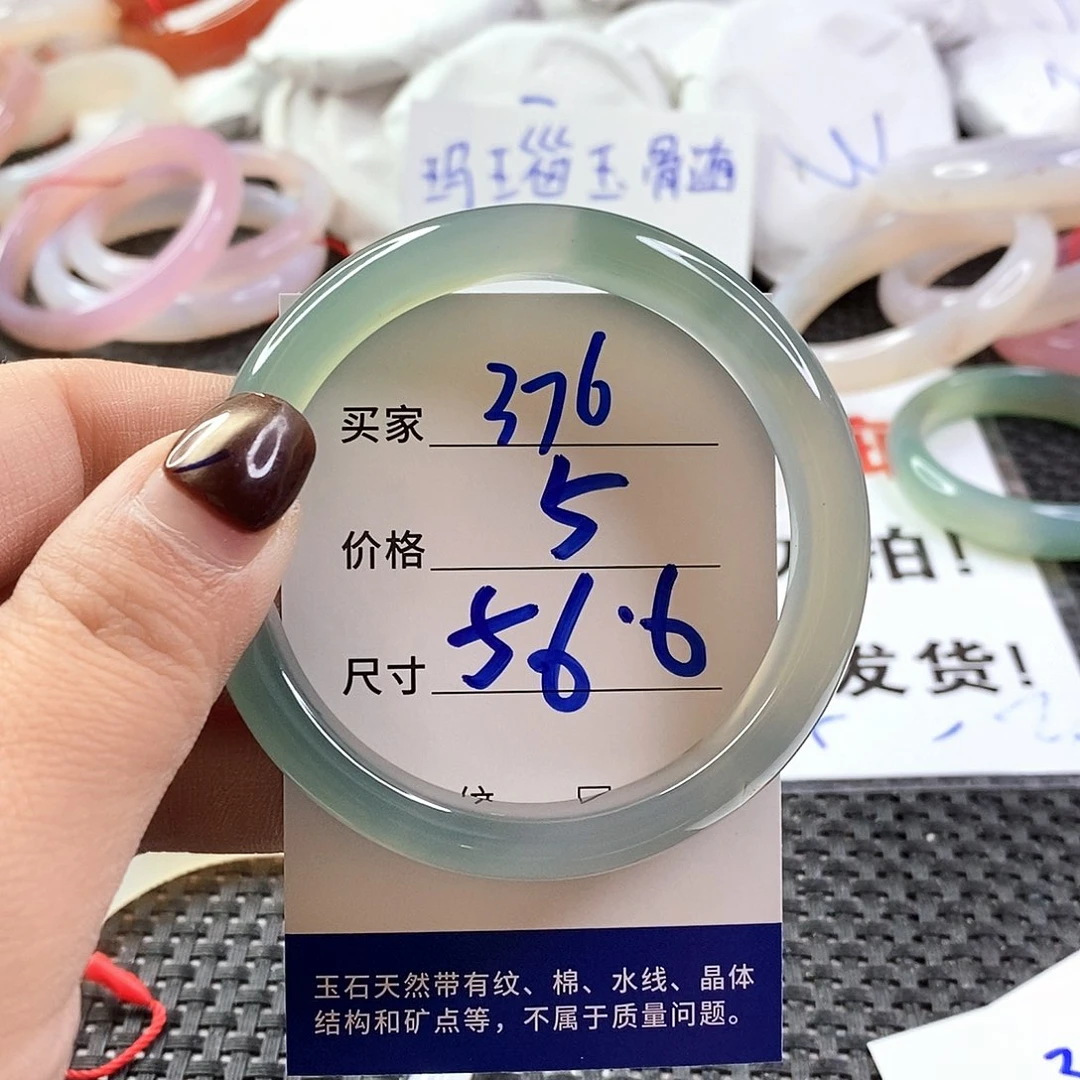 玛瑙玉骨髓
买家 376
价格 5
尺寸 56.6
拍！
发货！
玉石天然带有纹、棉、水线、晶体
结构和矿点等，不属于质量问题。